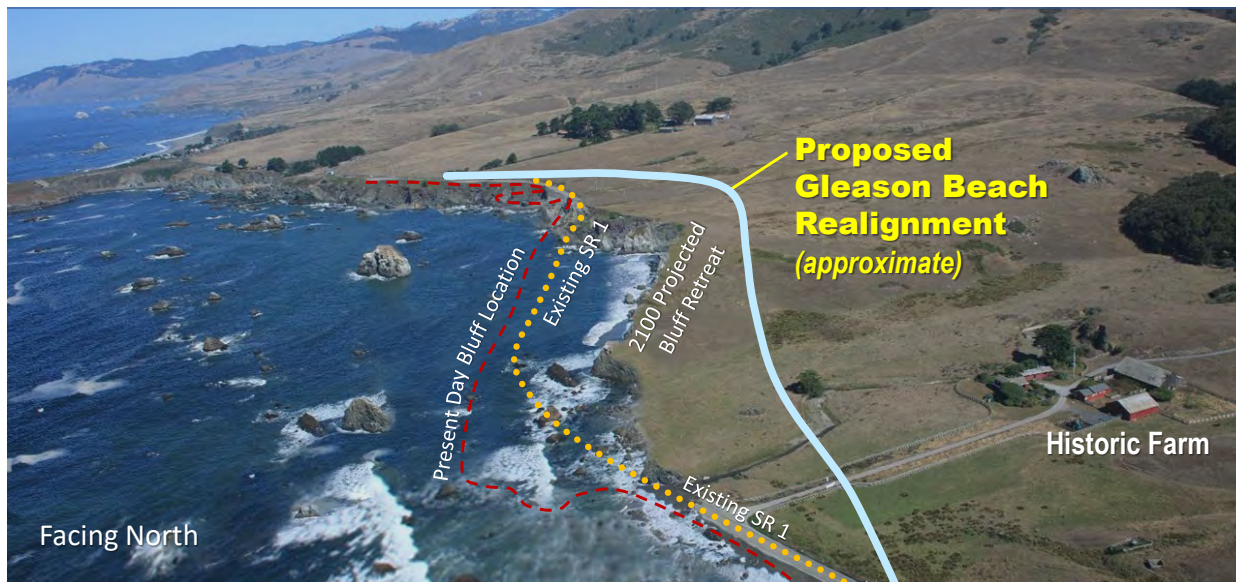 Proposed
Gleason Beach
Realignment
(approximate)
Existing SR 1
2100 Projected
Bluff Retreat
Present Day Bluff Location
Historic Farm
Existing SR 1
Facing North